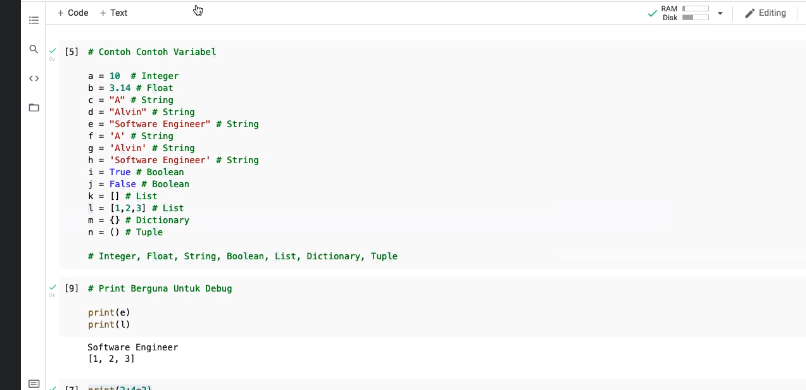 + Code + Text
RAM
Disk
Editing
[5] # Contoh Contoh Variabel
a = 10 # Integer
b = 3.14 # Float
c = "A" # String
d = "Alvin" # String
e = "Software Engineer" # String
f = 'A' # String
g = 'Alvin' # String
h = 'Software Engineer' # String
i = True # Boolean
j = False # Boolean
k = [] # List
l = [1,2,3] # List
m = {} # Dictionary
n = () # Tuple
# Integer, Float, String, Boolean, List, Dictionary, Tuple
[9] # Print Berguna Untuk Debug
print(e)
print(l)
Software Engineer
[1, 2, 3]
[7]